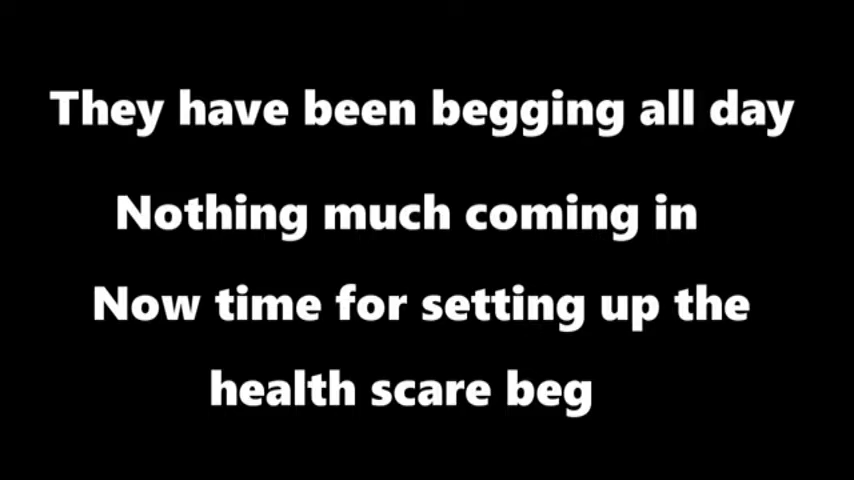 They have been begging all day
Nothing much coming in
Now time for setting up the
health scare beg